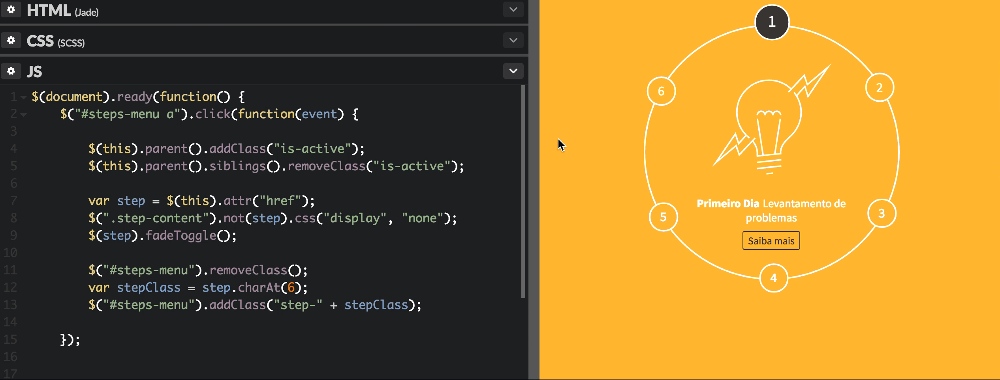 HTML (Jade)
CSS (SCSS)
JS
1 $(document).ready(function() {
2     $("#steps-menu a").click(function(event) {
3
4         $(this).parent().addClass("is-active");
5         $(this).parent().siblings().removeClass("is-active");
6
7         var step = $(this).attr("href");
8         $(".step-content").not(step).css("display", "none");
9         $(step).fadeToggle();
10
11         $("#steps-menu").removeClass();
12         var stepClass = step.charAt(6);
13         $("#steps-menu").addClass("step-" + stepClass);
14
15     });
16
17
1
2
6
Primeiro Dia Levantamento de
problemas
3
5
Saiba mais
4